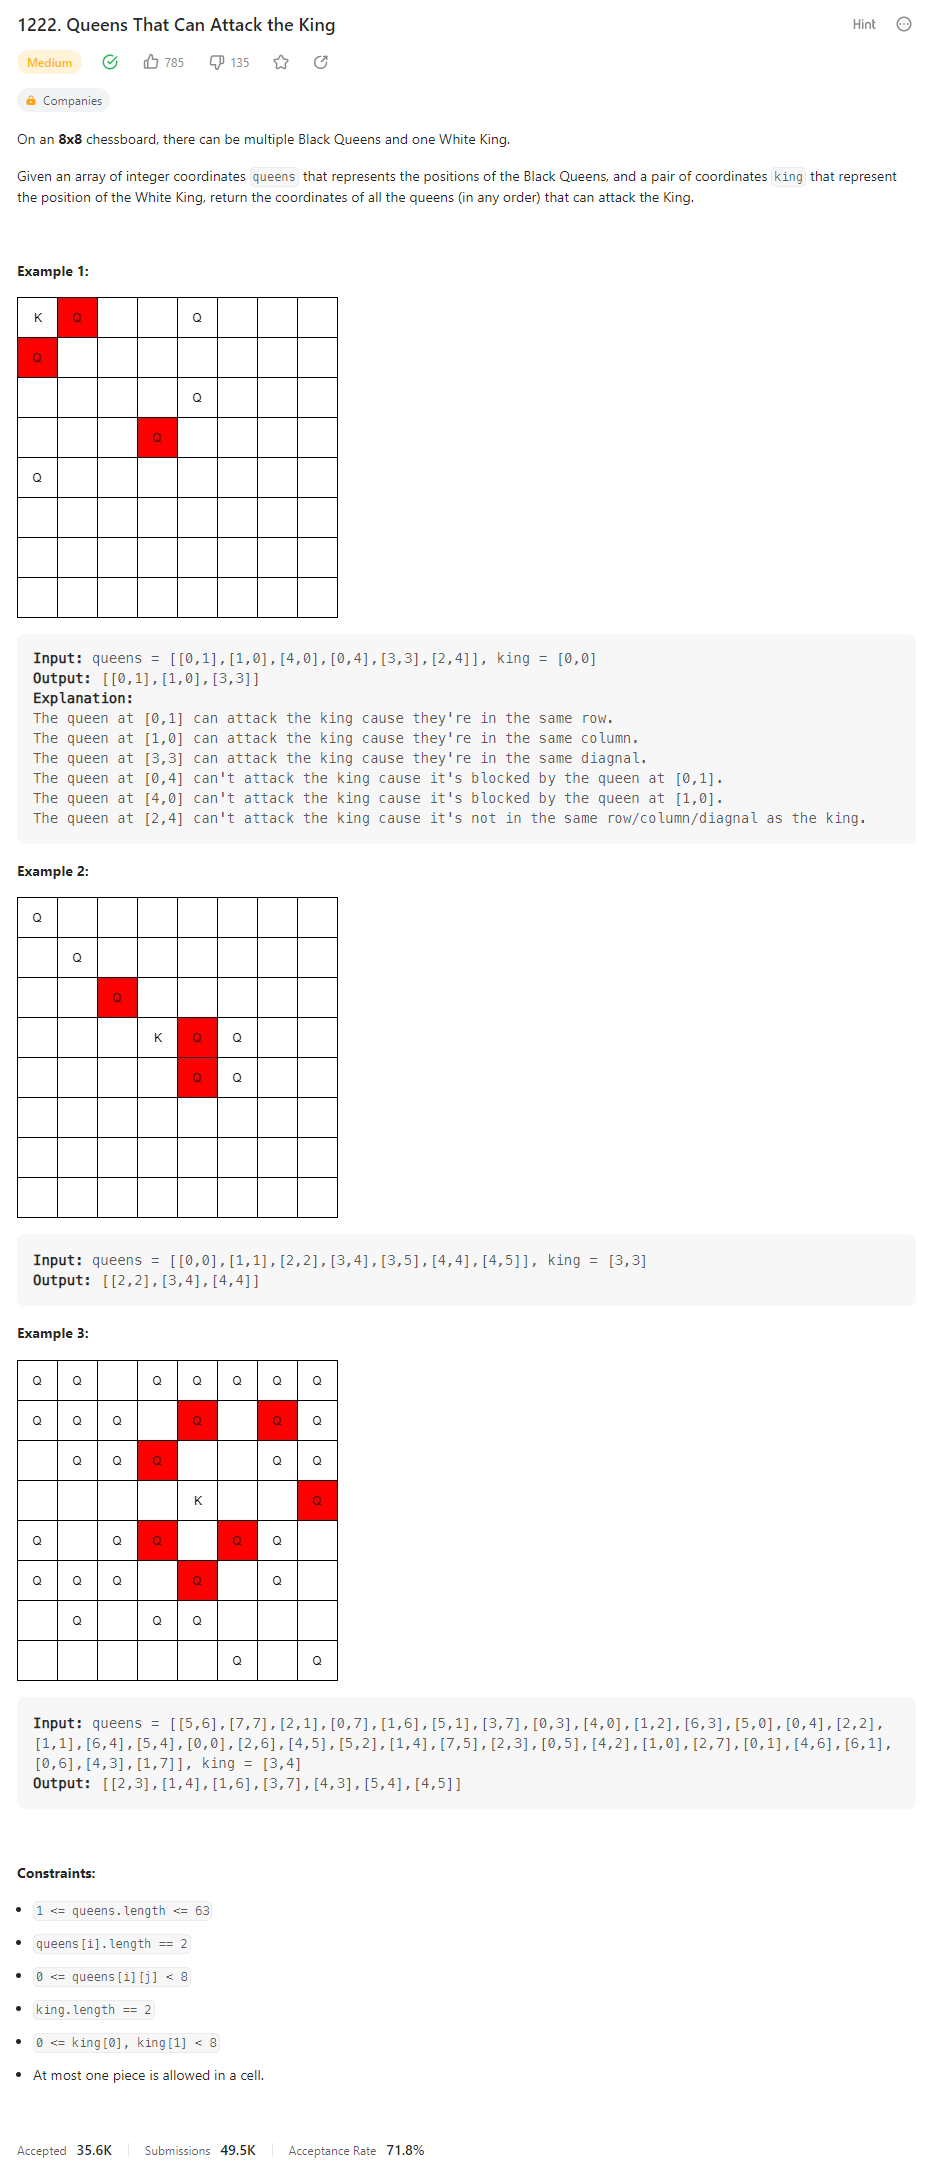 1222. Queens That Can Attack the King
Hint
Medium
785
135
Companies
On an 8x8 chessboard, there can be multiple Black Queens and one White King.
Given an array of integer coordinates queens that represents the positions of the Black Queens, and a pair of coordinates king that represent
the position of the White King, return the coordinates of all the queens (in any order) that can attack the King.
Example 1:
K Q Q
Q
Q
Q
Q
Input: queens = [[0,1],[1,0],[4,0],[0,4],[3,3],[2,4]], king = [0,0]
Output: [[0,1],[1,0],[3,3]]
Explanation:
The queen at [0,1] can attack the king cause they're in the same row.
The queen at [1,0] can attack the king cause they're in the same column.
The queen at [3,3] can attack the king cause they're in the same diagnal.
The queen at [0,4] can't attack the king cause it's blocked by the queen at [0,1].
The queen at [4,0] can't attack the king cause it's blocked by the queen at [1,0].
The queen at [2,4] can't attack the king cause it's not in the same row/column/diagnal as the king.
Example 2:
Q
Q
Q
K Q Q
Q Q
Input: queens = [[0,0],[1,1],[2,2],[3,4],[3,5],[4,4],[4,5]], king = [3,3]
Output: [[2,2],[3,4],[4,4]]
Example 3:
Q Q Q Q Q Q Q
Q Q Q Q Q Q
Q Q Q Q Q
K Q
Q Q Q Q Q
Q Q Q Q Q
Q Q Q
Q Q
Input: queens = [[5,6],[7,7],[2,1],[0,7],[1,6],[5,1],[3,7],[0,3],[4,0],[1,2],[6,3],[5,0],[0,4],[2,2],
[1,1],[6,4],[5,4],[0,0],[2,6],[4,5],[5,2],[1,4],[7,5],[2,3],[0,5],[4,2],[1,0],[2,7],[0,1],[4,6],[6,1],
[0,6],[4,3],[1,7]], king = [3,4]
Output: [[2,3],[1,4],[1,6],[3,7],[4,3],[5,4],[4,5]]
Constraints:
• 1 <= queens.length <= 63
• queens[i].length == 2
• 0 <= queens[i][j] < 8
• king.length == 2
• 0 <= king[0], king[1] < 8
• At most one piece is allowed in a cell.
Accepted 35.6K Submissions 49.5K Acceptance Rate 71.8%